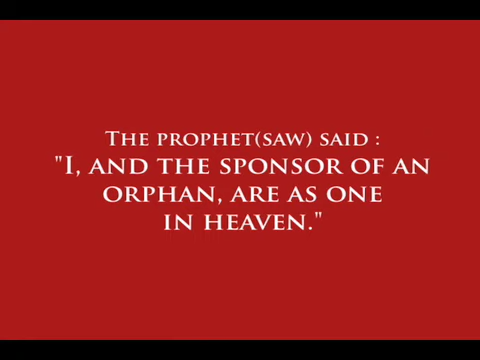 The prophet(saw) said :
"I, and the sponsor of an
orphan, are as one
in heaven."